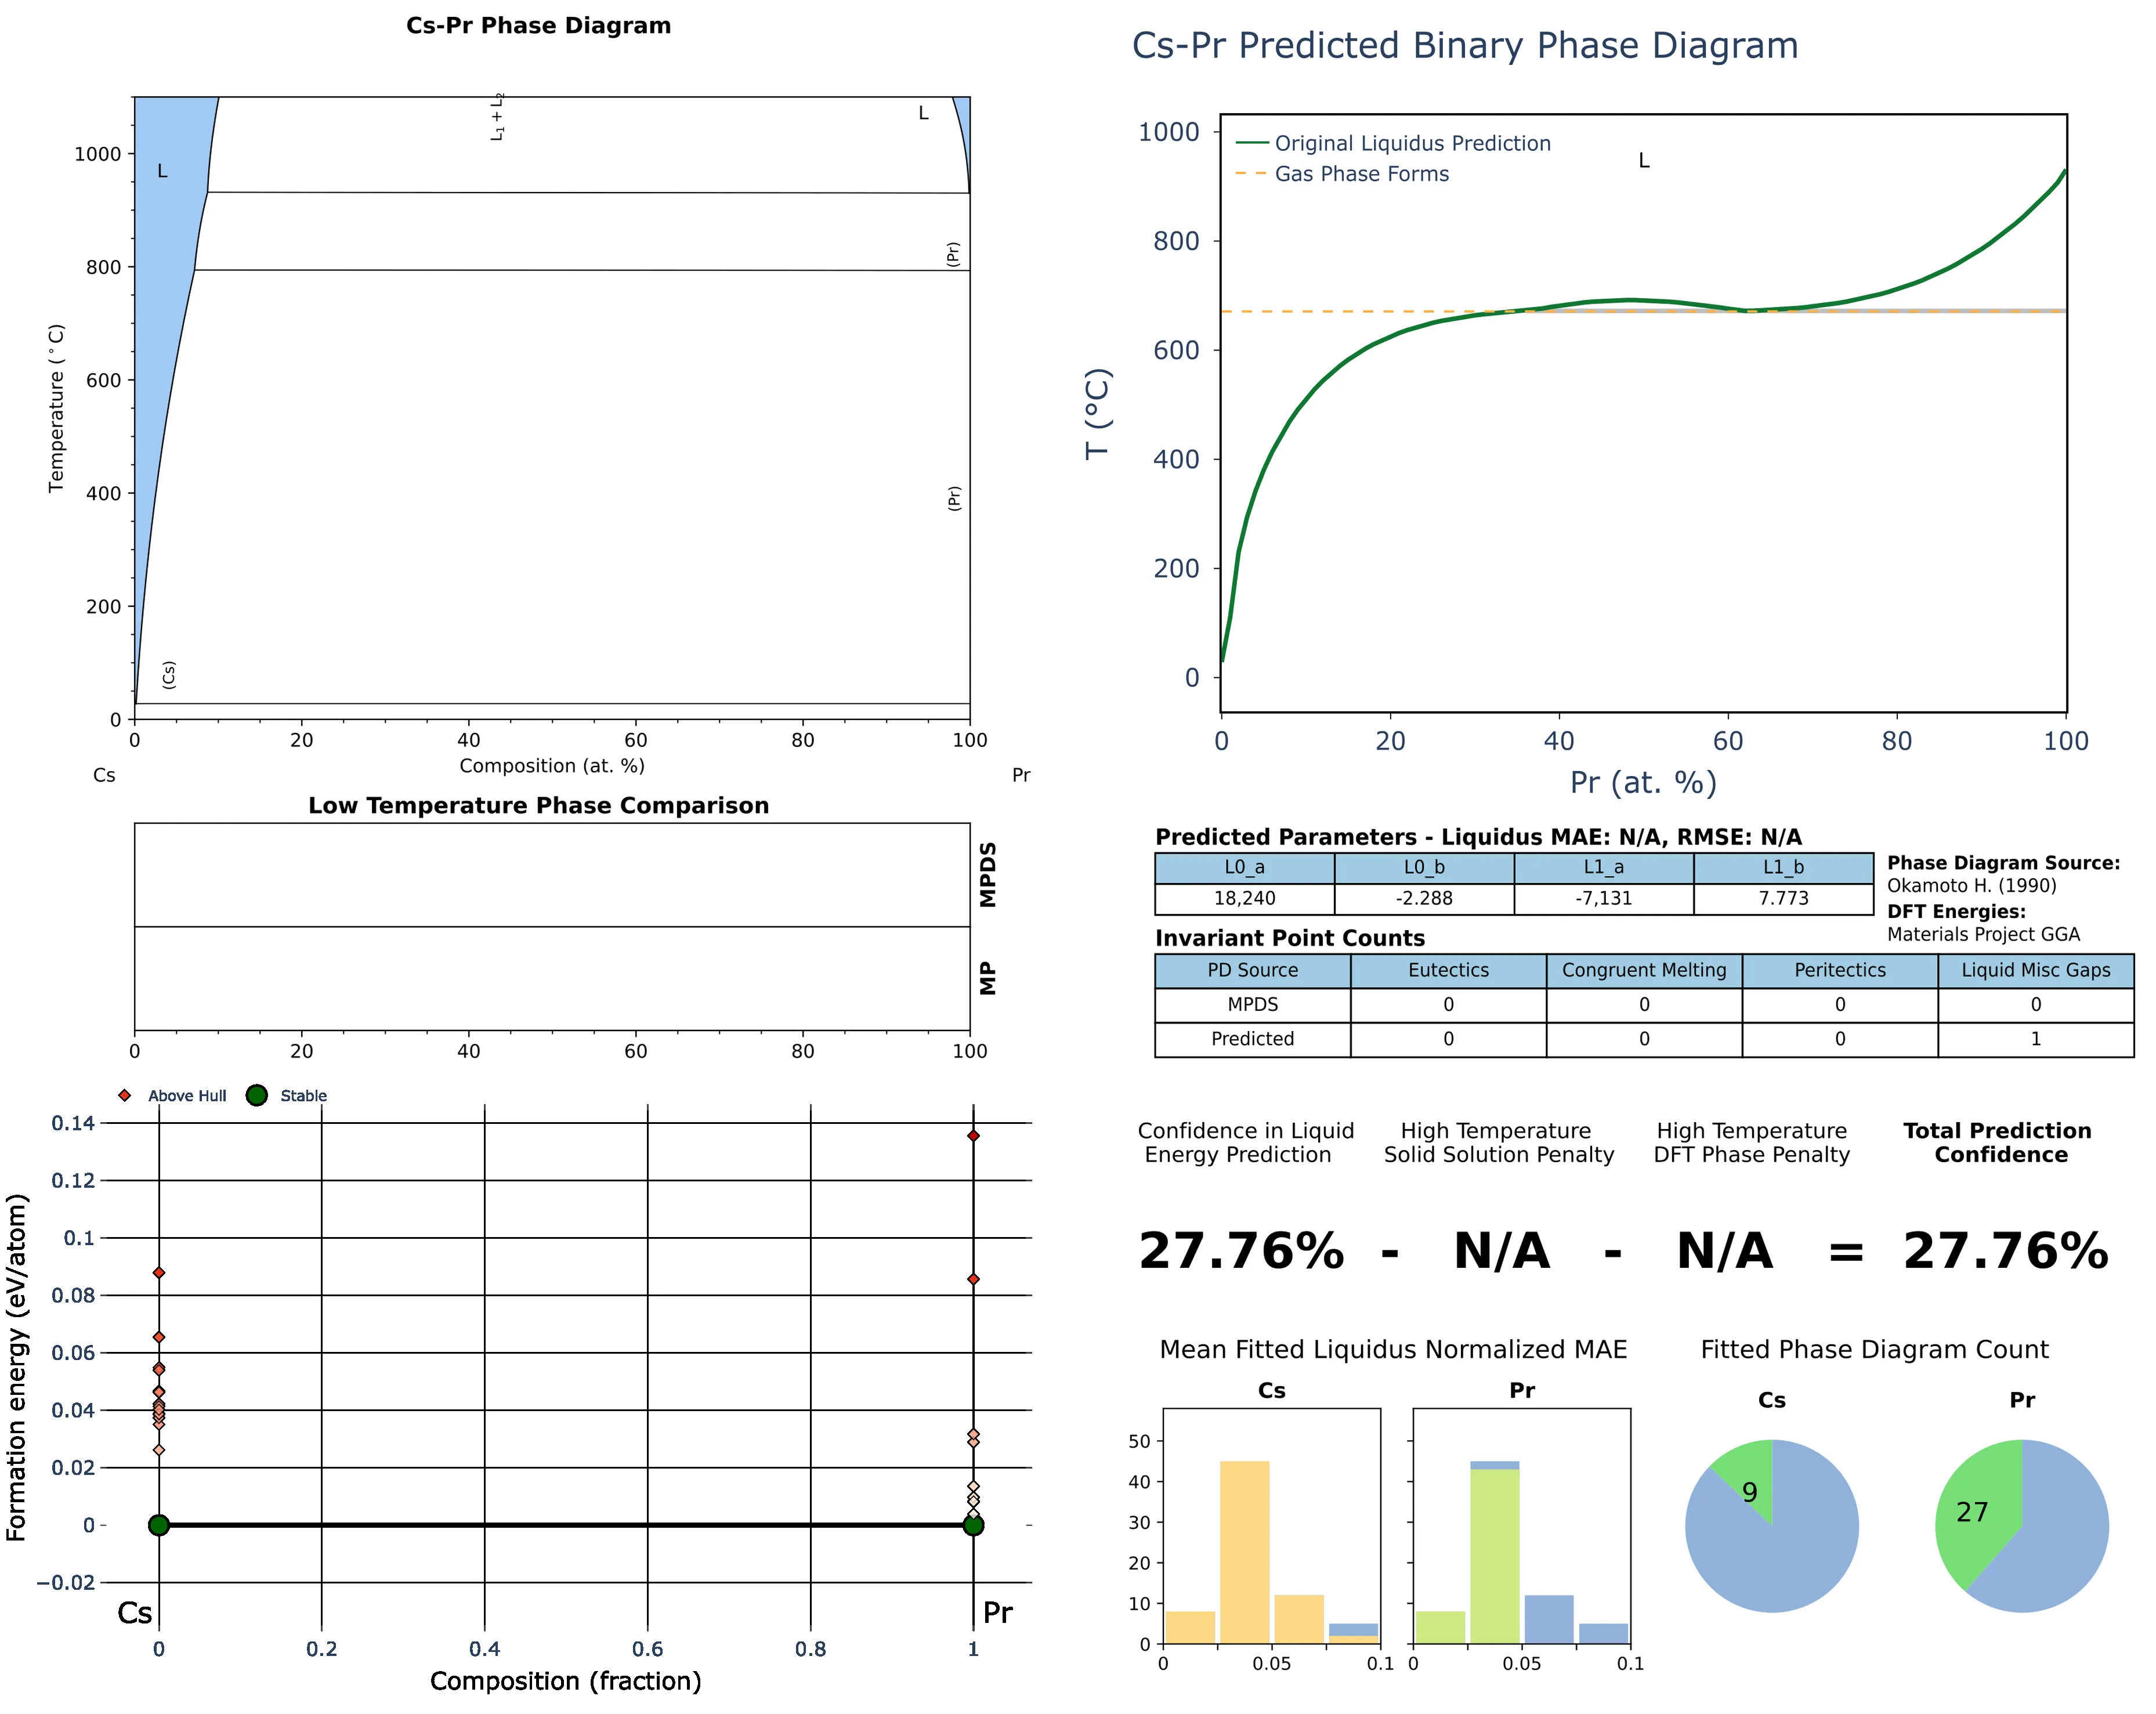 Cs-Pr Phase Diagram
L
L₁ + L₂
L
(Pr)
(Pr)
(Cs)
Temperature (°C)
1000
800
600
400
200
0
0 20 40 60 80 100
Composition (at. %)
Cs Pr
Low Temperature Phase Comparison
MPDS
MP
0 20 40 60 80 100
Above Hull Stable
Formation energy (eV/atom)
0.14
0.12
0.1
0.08
0.06
0.04
0.02
0
−0.02
Cs Pr
0 0.2 0.4 0.6 0.8 1
Composition (fraction)
Cs-Pr Predicted Binary Phase Diagram
Original Liquidus Prediction
Gas Phase Forms
L
T (°C)
1000
800
600
400
200
0
0 20 40 60 80 100
Pr (at. %)
Predicted Parameters - Liquidus MAE: N/A, RMSE: N/A
L0_a L0_b L1_a L1_b
18,240 -2.288 -7,131 7.773
Phase Diagram Source:
Okamoto H. (1990)
DFT Energies:
Materials Project GGA
Invariant Point Counts
PD Source Eutectics Congruent Melting Peritectics Liquid Misc Gaps
MPDS 0 0 0 0
Predicted 0 0 0 1
Confidence in Liquid
Energy Prediction
High Temperature
Solid Solution Penalty
High Temperature
DFT Phase Penalty
Total Prediction
Confidence
27.76% - N/A - N/A = 27.76%
Mean Fitted Liquidus Normalized MAE
Cs Pr
50
40
30
20
10
0
0 0.05 0.1 0 0.05 0.1
Fitted Phase Diagram Count
Cs Pr
9 27